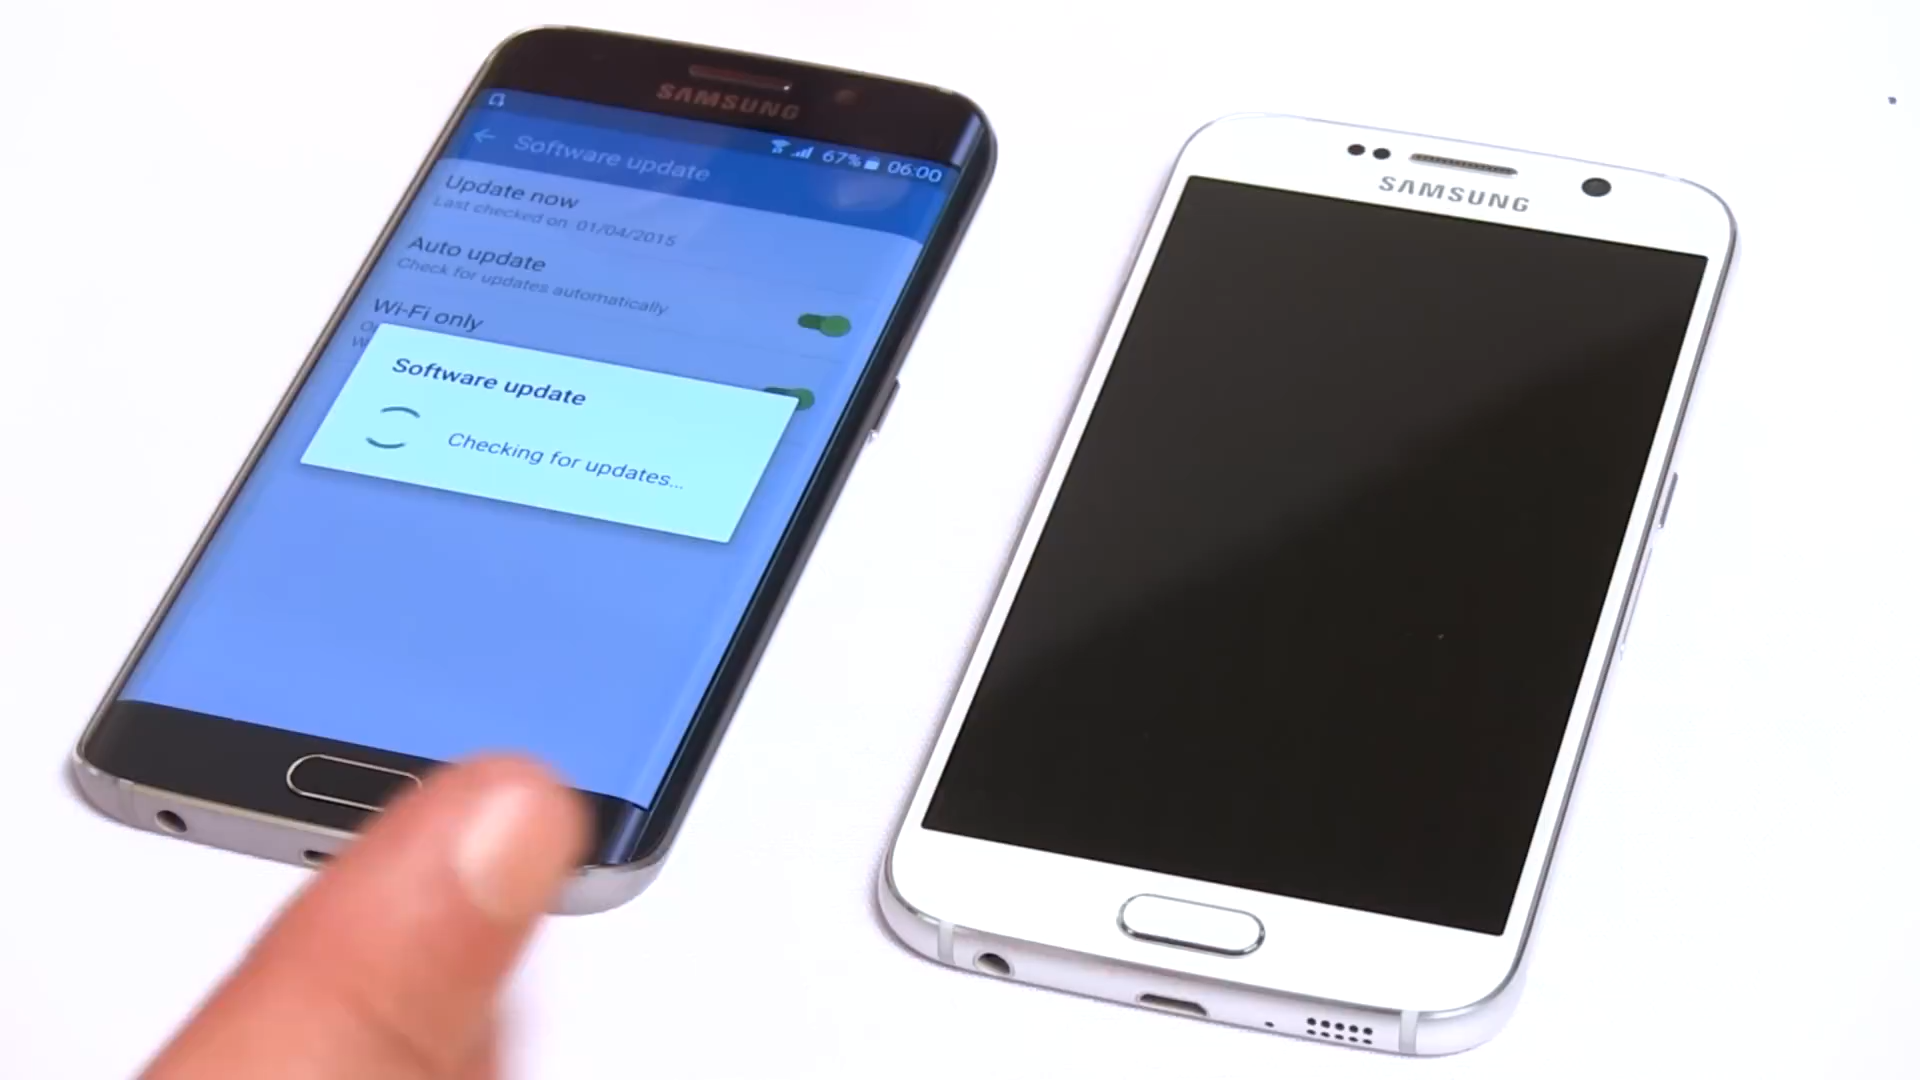 SAMSUNG
67% 06:00
Software update
Update now
Last checked on 01/04/2015
Auto update
Check for updates automatically
Wi-Fi only
Software update
Checking for updates...
SAMSUNG